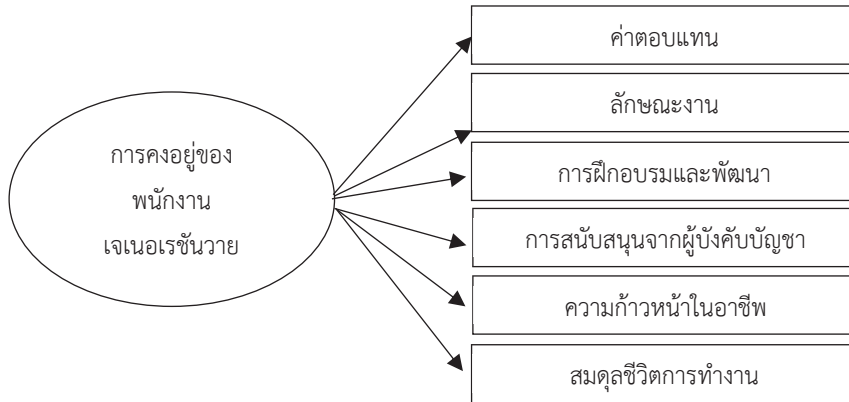 การคงอยู่ของ
พนักงาน
เจเนอเรชันวาย
ค่าตอบแทน
ลักษณะงาน
การฝึกอบรมและพัฒนา
การสนับสนุนจากผู้บังคับบัญชา
ความก้าวหน้าในอาชีพ
สมดุลชีวิตการทำงาน